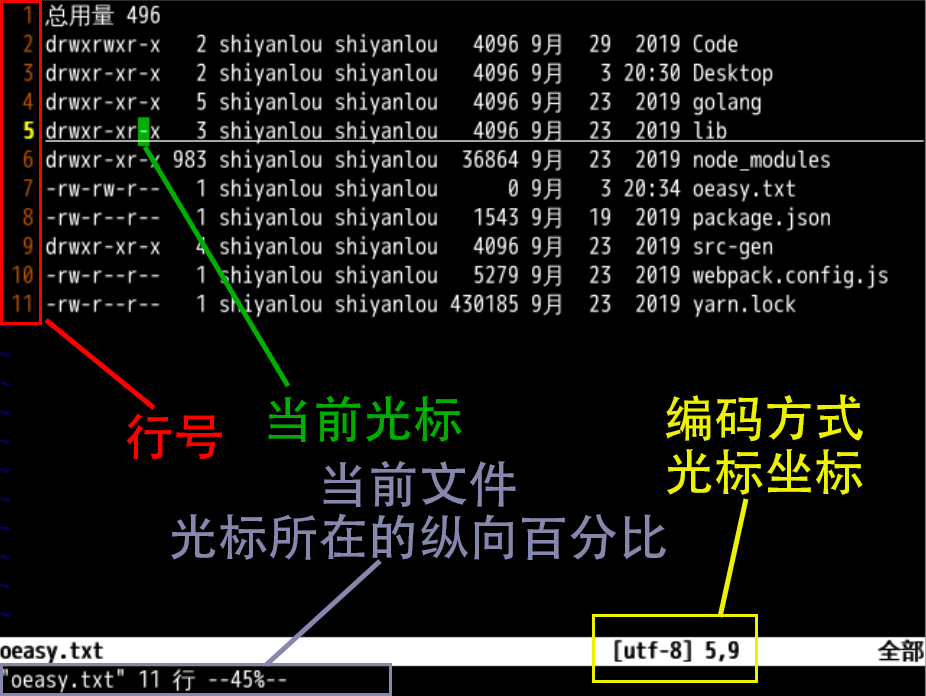 1 总用量 496
2 drwxrwxr-x 2 shiyanlou shiyanlou 4096 9月 29 2019 Code
3 drwxr-xr-x 2 shiyanlou shiyanlou 4096 9月 3 20:30 Desktop
4 drwxr-xr-x 5 shiyanlou shiyanlou 4096 9月 23 2019 golang
5 drwxr-xr-x 3 shiyanlou shiyanlou 4096 9月 23 2019 lib
6 drwxr-xr-x 983 shiyanlou shiyanlou 36864 9月 23 2019 node_modules
7 -rw-rw-r-- 1 shiyanlou shiyanlou 0 9月 3 20:34 oeasy.txt
8 -rw-r--r-- 1 shiyanlou shiyanlou 1543 9月 19 2019 package.json
9 drwxr-xr-x 4 shiyanlou shiyanlou 4096 9月 23 2019 src-gen
10 -rw-r--r-- 1 shiyanlou shiyanlou 5279 9月 23 2019 webpack.config.js
11 -rw-r--r-- 1 shiyanlou shiyanlou 430185 9月 23 2019 yarn.lock
行号
当前光标
编码方式
光标坐标
当前文件
光标所在的纵向百分比
oeasy.txt [utf-8] 5,9 全部
"oeasy.txt" 11 行 --45%--